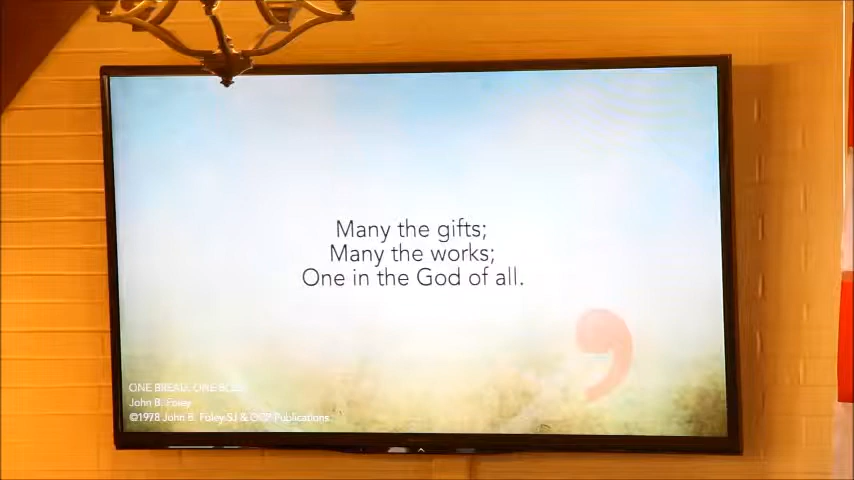 Many the gifts;
Many the works;
One in the God of all.
ONE BREAD, ONE BODY
John B. Foley
©1978 John B. Foley SJ & OCP Publications